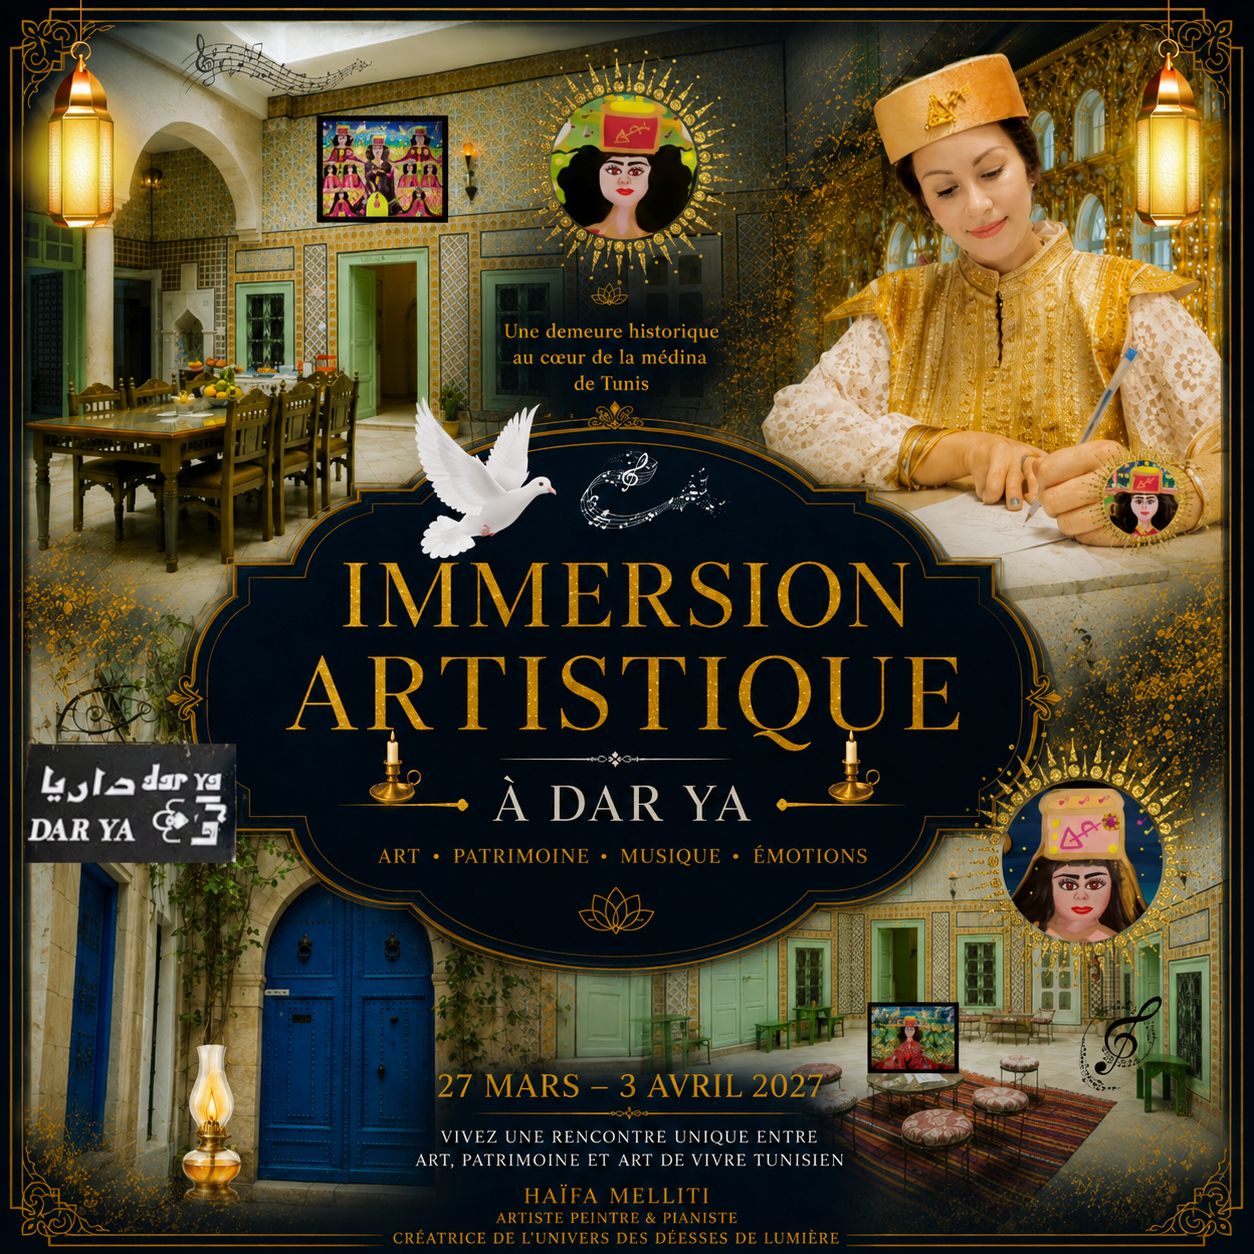 Une demeure historique
au cœur de la médina
de Tunis
IMMERSION
ARTISTIQUE
À DAR YA
ART • PATRIMOINE • MUSIQUE • ÉMOTIONS
داريا dar ya
DAR YA
27 MARS – 3 AVRIL 2027
VIVEZ UNE RENCONTRE UNIQUE ENTRE
ART, PATRIMOINE ET ART DE VIVRE TUNISIEN
HAÏFA MELLITI
ARTISTE PEINTRE & PIANISTE
CRÉATRICE DE L'UNIVERS DES DÉESSES DE LUMIÈRE